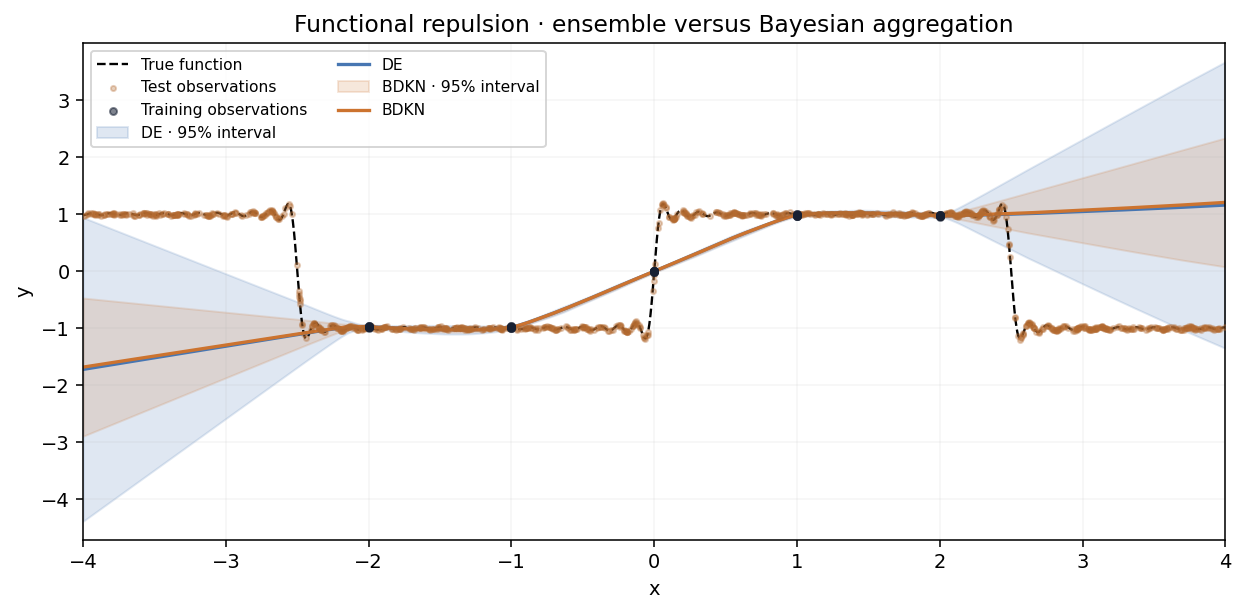 Functional repulsion · ensemble versus Bayesian aggregation
True function
Test observations
Training observations
DE · 95% interval
DE
BDKN · 95% interval
BDKN
y
3
2
1
0
−1
−2
−3
−4
−4 −3 −2 −1 0 1 2 3 4
x